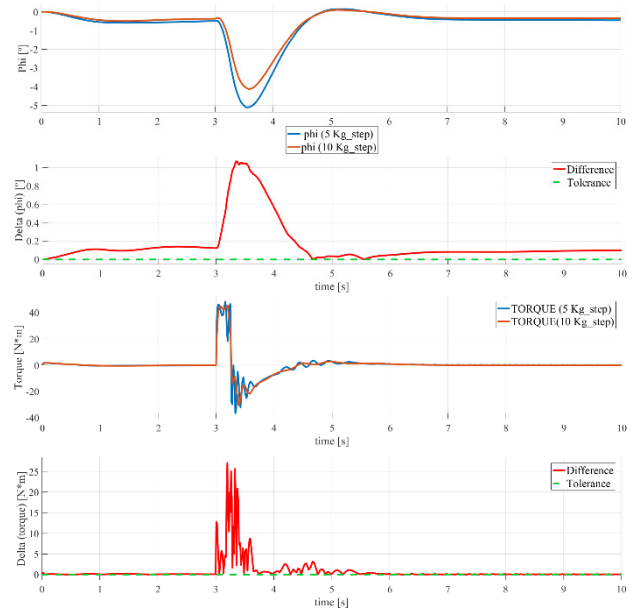 0
-1
-2
-3
-4
-5
Phi [º]
0 1 2 3 4 5 6 7 8 9 10
phi (5 Kg_step)
phi (10 Kg_step)
1
0.8
0.6
0.4
0.2
0
Delta (phi) [º]
Difference
Tolerance
0 1 2 3 4 5 6 7 8 9 10
time [s]
40
20
0
-20
-40
Torque [N*m]
TORQUE (5 Kg_step)
TORQUE(10 Kg_step)
0 1 2 3 4 5 6 7 8 9 10
time [s]
25
20
15
10
5
0
Delta (torque) [N*m]
Difference
Tolerance
0 1 2 3 4 5 6 7 8 9 10
time [s]